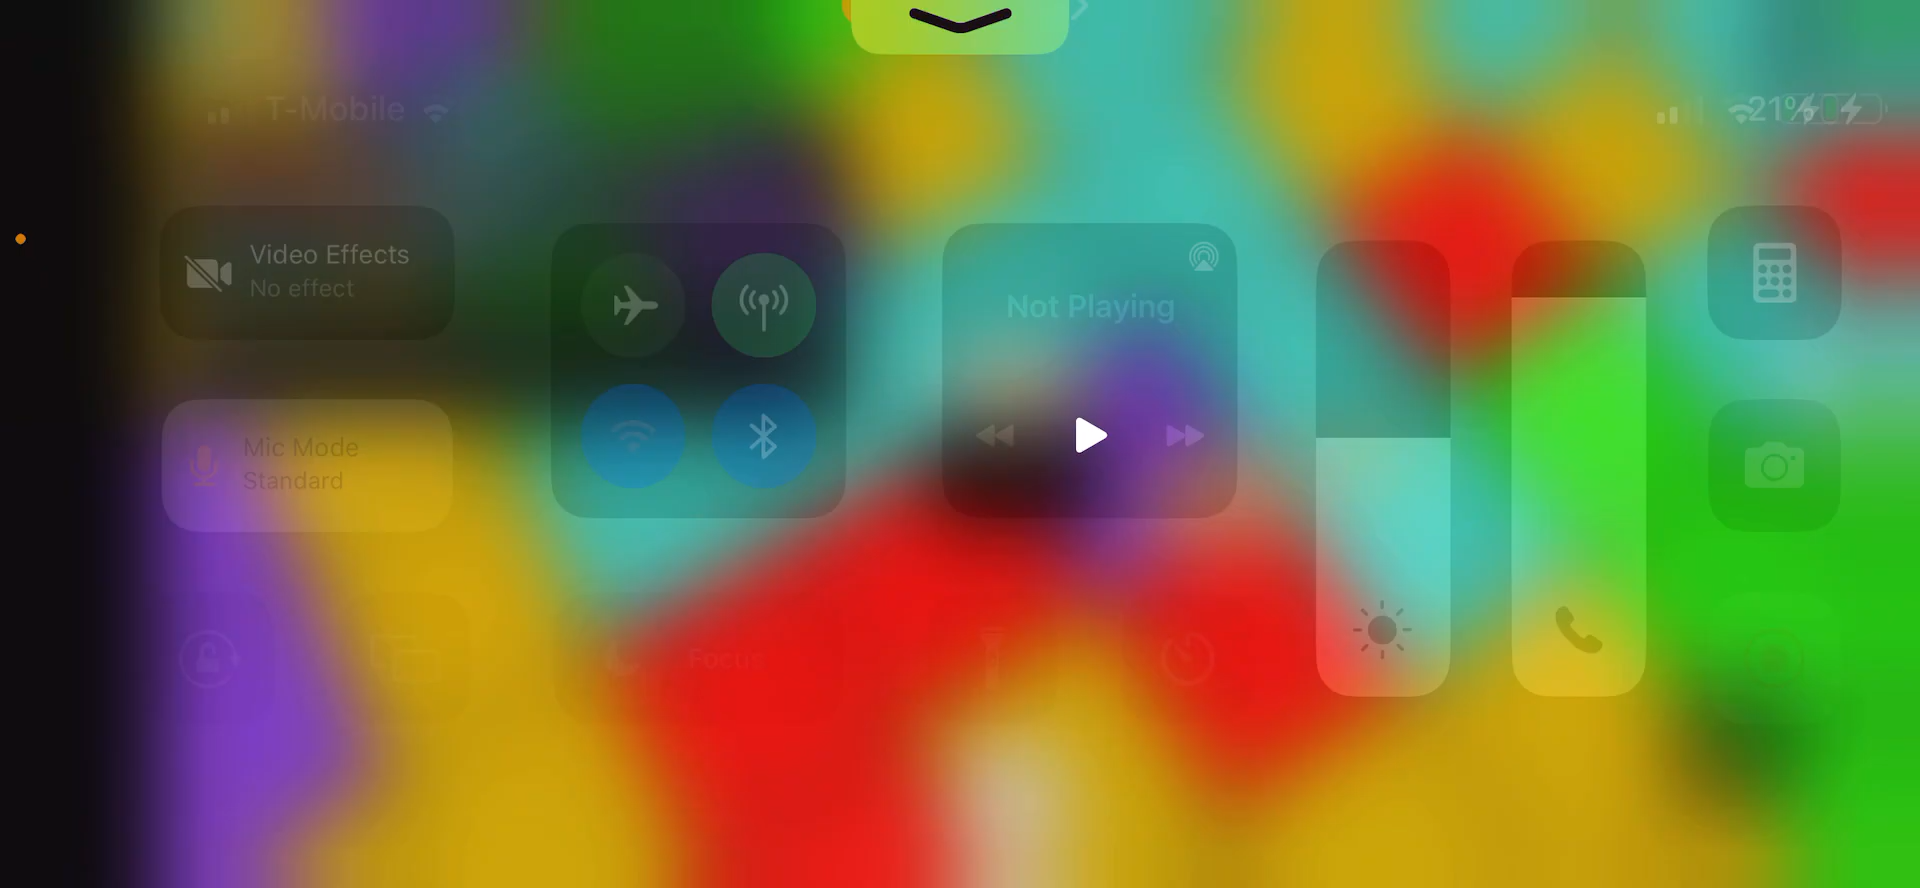 T-Mobile
21%
Video Effects
No effect
Not Playing
Mic Mode
Standard
Focus